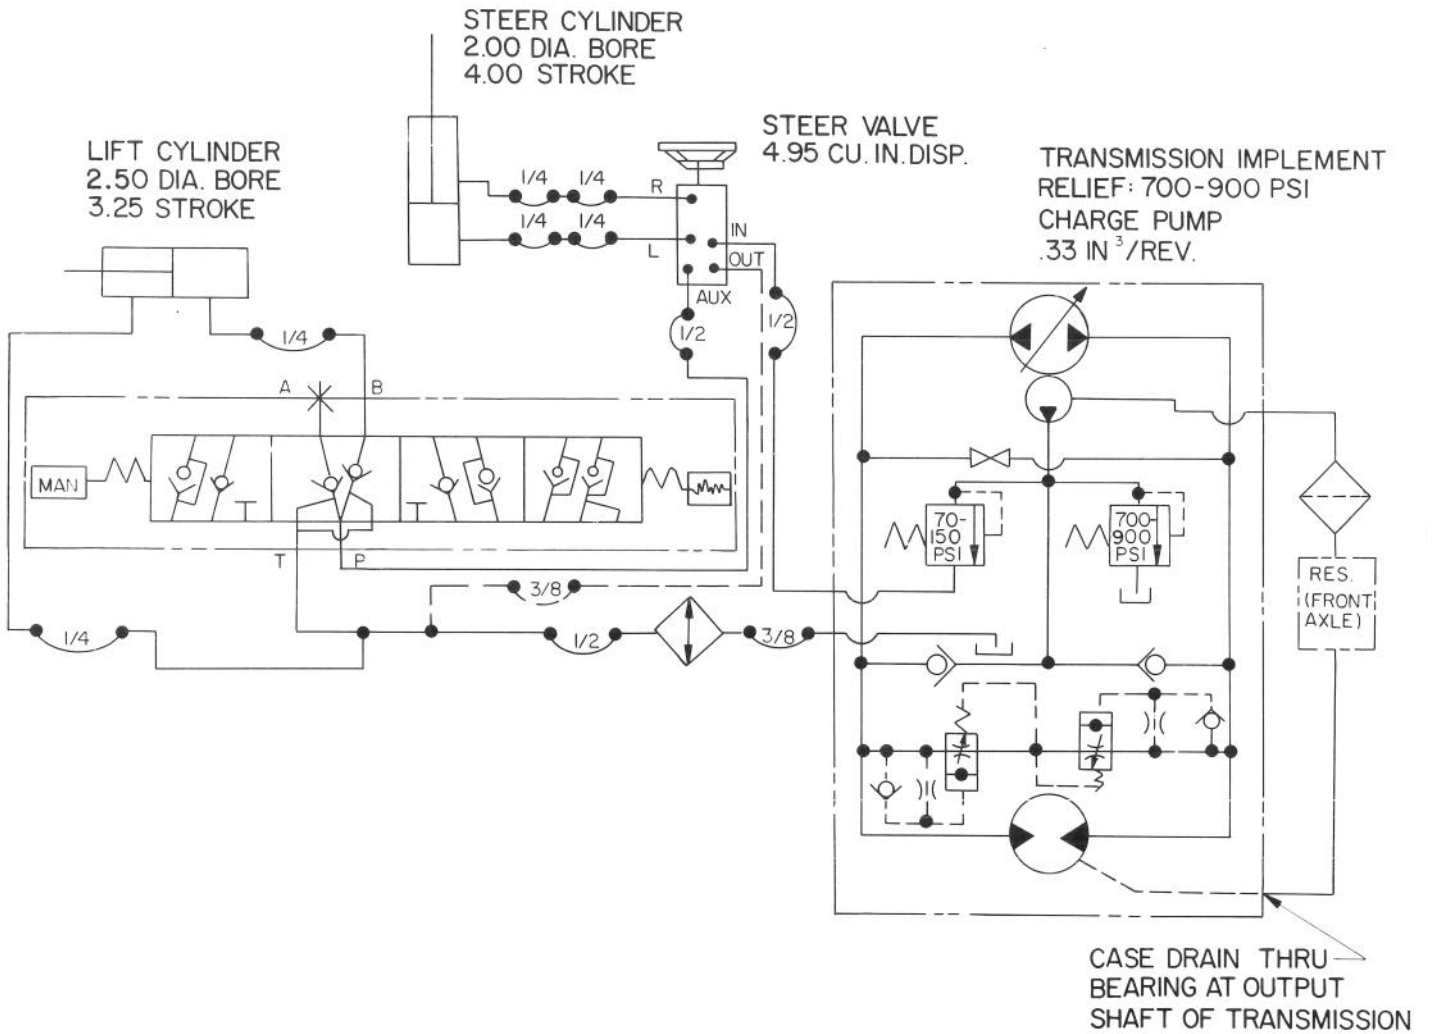 STEER CYLINDER
2.00 DIA. BORE
4.00 STROKE
LIFT CYLINDER
2.50 DIA. BORE
3.25 STROKE
STEER VALVE
4.95 CU. IN. DISP.
TRANSMISSION IMPLEMENT
RELIEF: 700-900 PSI
CHARGE PUMP
.33 IN³/REV.
1/4
1/4
R
1/4
1/4
L
IN
OUT
AUX
1/2
1/2
1/4
A
B
MAN
T
P
3/8
1/4
1/2
3/8
70-
150
PSI
700-
900
PSI
RES.
(FRONT
AXLE)
CASE DRAIN THRU
BEARING AT OUTPUT
SHAFT OF TRANSMISSION